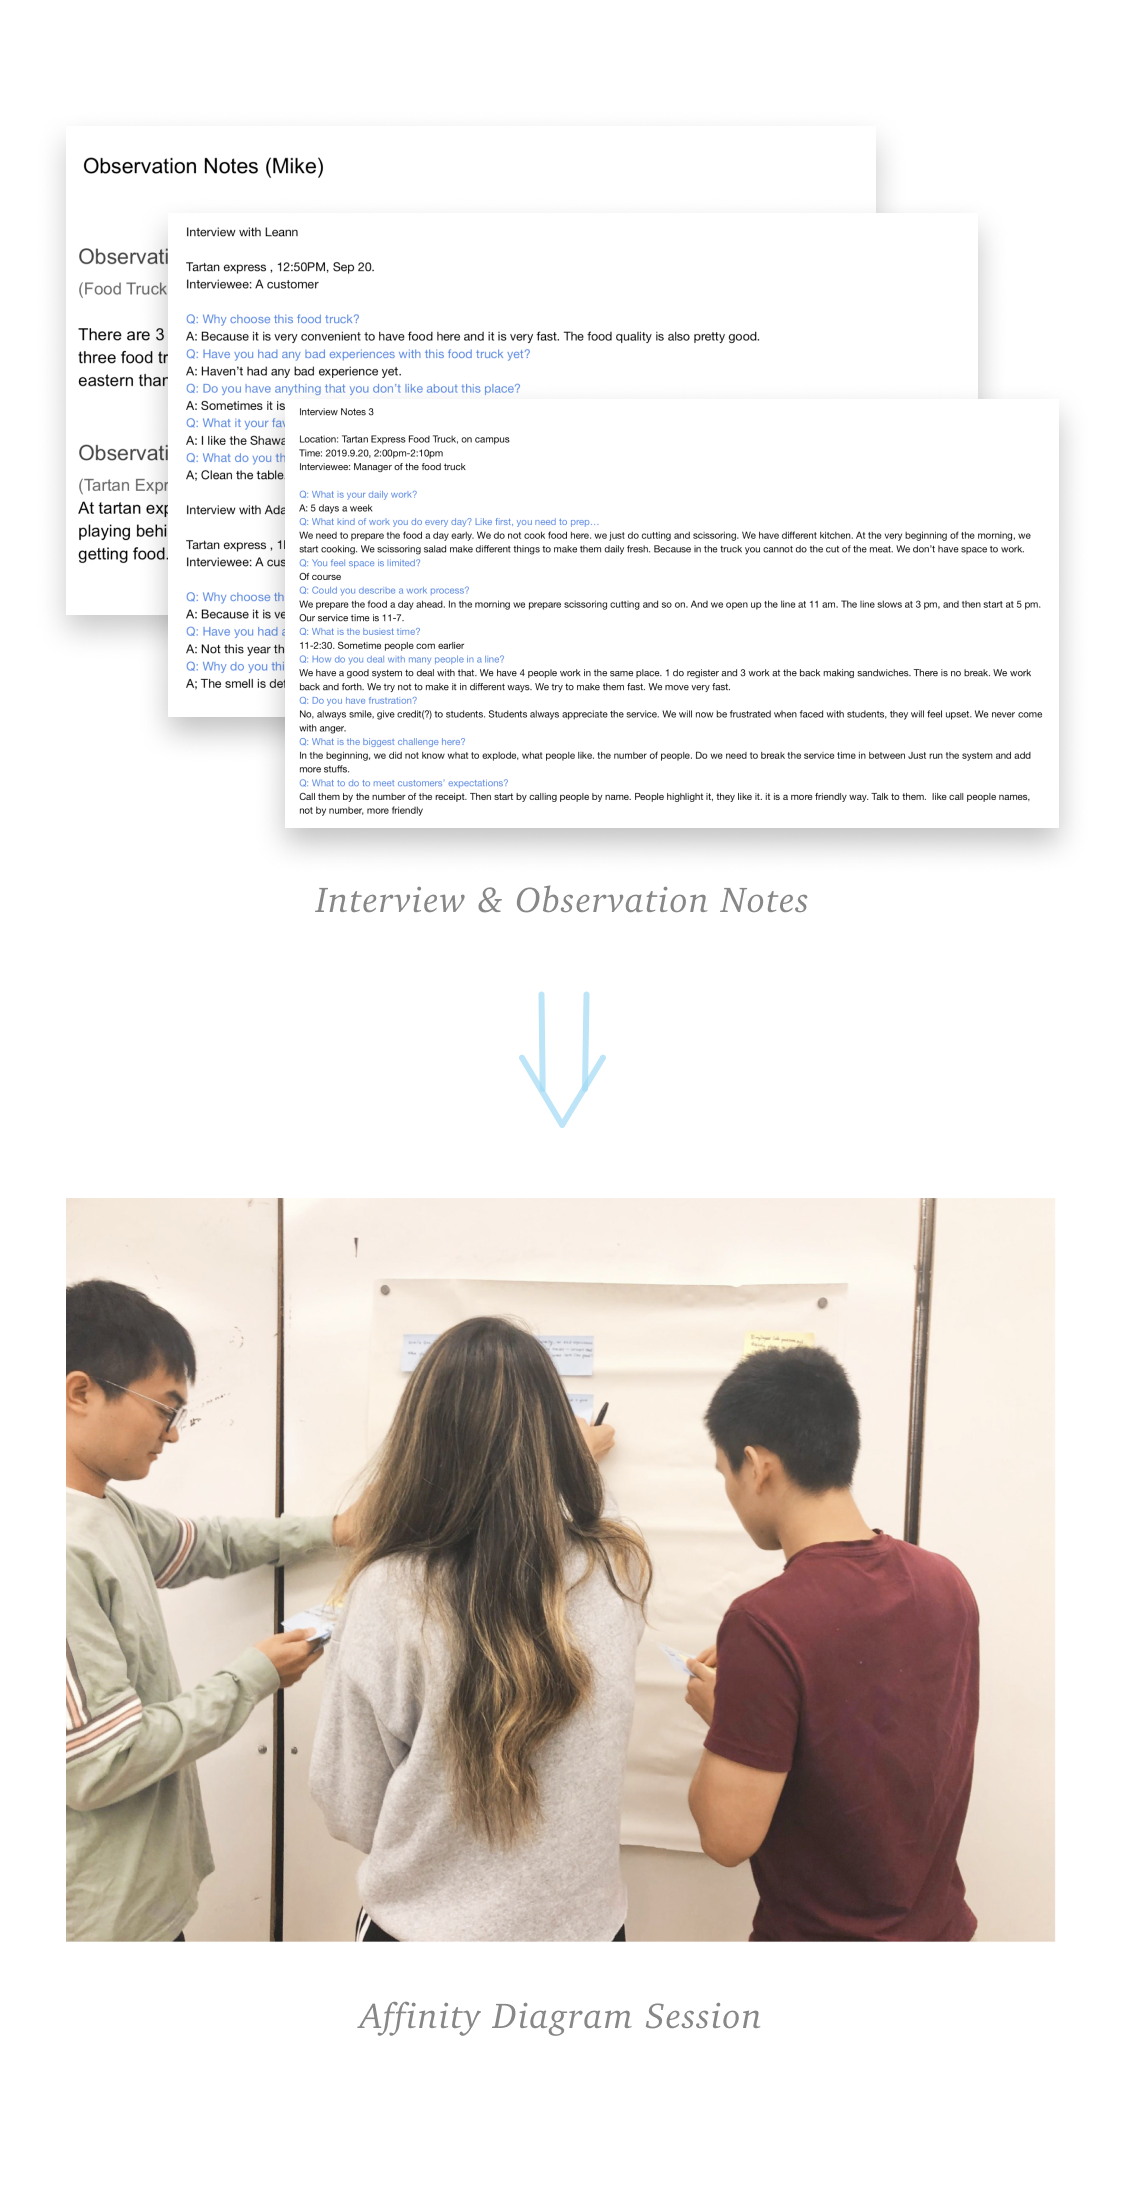 Observation Notes (Mike)
Observati
(Food Truck
There are 3
three food tr
eastern than
Observati
(Tartan Expr
At tartan exp
playing behi
getting food.
Interview with Leann
Tartan express , 12:50PM, Sep 20.
Interviewee: A customer
Q: Why choose this food truck?
A: Because it is very convenient to have food here and it is very fast. The food quality is also pretty good.
Q: Have you had any bad experiences with this food truck yet?
A: Haven't had any bad experience yet.
Q: Do you have anything that you don't like about this place?
A: Sometimes it is
Q: What it your fav
A: I like the Shawa
Q: What do you th
A; Clean the table.
Interview with Ada
Tartan express , 1
Interviewee: A cus
Q: Why choose th
A: Because it is ve
Q: Have you had a
A: Not this year th
Q: Why do you thi
A; The smell is det
Interview Notes 3
Location: Tartan Express Food Truck, on campus
Time: 2019.9.20, 2:00pm-2:10pm
Interviewee: Manager of the food truck
Q: What is your daily work?
A: 5 days a week
Q: What kind of work you do every day? Like first, you need to prep…
We need to prepare the food a day early. We do not cook food here. we just do cutting and scissoring. We have different kitchen. At the very beginning of the morning, we
start cooking. We scissoring salad make different things to make them daily fresh. Because in the truck you cannot do the cut of the meat. We don't have space to work.
Q: You feel space is limited?
Of course
Q: Could you describe a work process?
We prepare the food a day ahead. In the morning we prepare scissoring cutting and so on. And we open up the line at 11 am. The line slows at 3 pm, and then start at 5 pm.
Our service time is 11-7.
Q: What is the busiest time?
11-2:30. Sometime people com earlier
Q: How do you deal with many people in a line?
We have a good system to deal with that. We have 4 people work in the same place. 1 do register and 3 work at the back making sandwiches. There is no break. We work
back and forth. We try not to make it in different ways. We try to make them fast. We move very fast.
Q: Do you have frustration?
No, always smile, give credit(?) to students. Students always appreciate the service. We will now be frustrated when faced with students, they will feel upset. We never come
with anger.
Q: What is the biggest challenge here?
In the beginning, we did not know what to explode, what people like. the number of people. Do we need to break the service time in between Just run the system and add
more stuffs.
Q: What to do to meet customers' expectations?
Call them by the number of the receipt. Then start by calling people by name. People highlight it, they like it. it is a more friendly way. Talk to them.  like call people names,
not by number, more friendly
Interview & Observation Notes
Affinity Diagram Session